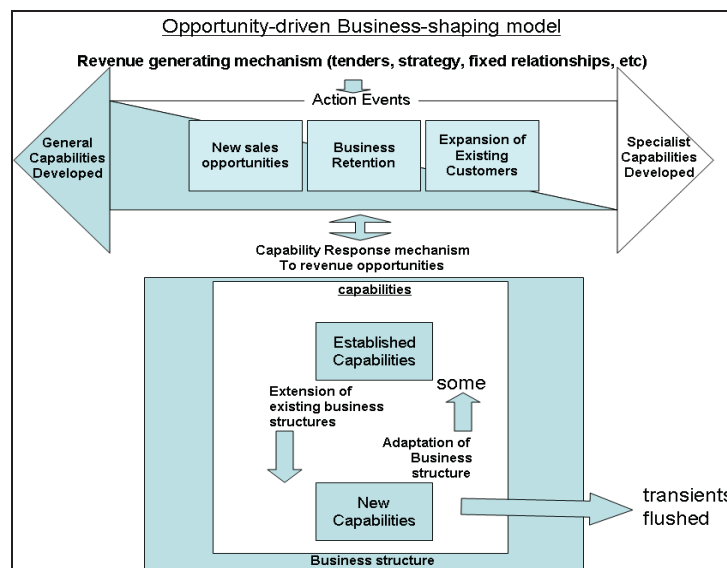 Opportunity-driven Business-shaping model
Revenue generating mechanism (tenders, strategy, fixed relationships, etc)
Action Events
General
Capabilities
Developed
New sales
opportunities
Business
Retention
Expansion of
Existing
Customers
Specialist
Capabilities
Developed
Capability Response mechanism
To revenue opportunities
capabilities
Established
Capabilities
Extension of
existing business
structures
some
Adaptation of
Business
structure
New
Capabilities
transients
flushed
Business structure